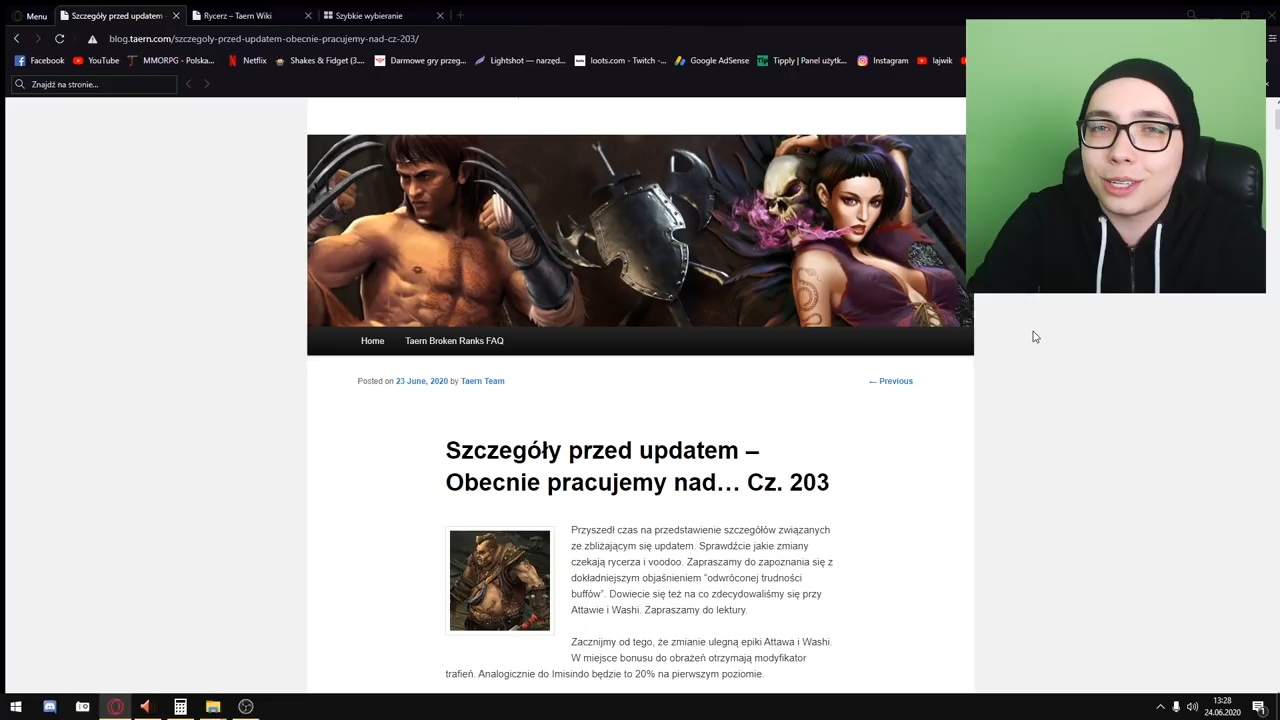 Menu
Szczegóły przed updatem -
Rycerz – Taern Wiki
Szybkie wybieranie
blog.taern.com/szczegoly-przed-updatem-obecnie-pracujemy-nad-cz-203/
Facebook
YouTube
MMORPG - Polska...
Netflix
Shakes & Fidget (3....
Darmowe gry przeg...
Lightshot — narzęd...
loots.com - Twitch -...
Google AdSense
Tipply | Panel użytk...
Instagram
lajwik
Znajdź na stronie...
Home
Taern Broken Ranks FAQ
Posted on 23 June, 2020 by Taern Team
← Previous
Szczegóły przed updatem –
Obecnie pracujemy nad… Cz. 203
Przyszedł czas na przedstawienie szczegółów związanych
ze zbliżającym się updatem. Sprawdźcie jakie zmiany
czekają rycerza i voodoo. Zapraszamy do zapoznania się z
dokładniejszym objaśnieniem “odwróconej trudności
buffów”. Dowiecie się też na co zdecydowaliśmy się przy
Attawie i Washi. Zapraszamy do lektury.
Zacznijmy od tego, że zmianie ulegną epiki Attawa i Washi.
W miejsce bonusu do obrażeń otrzymają modyfikator
trafień. Analogicznie do Imisindo będzie to 20% na pierwszym poziomie.
13:28
24.06.2020